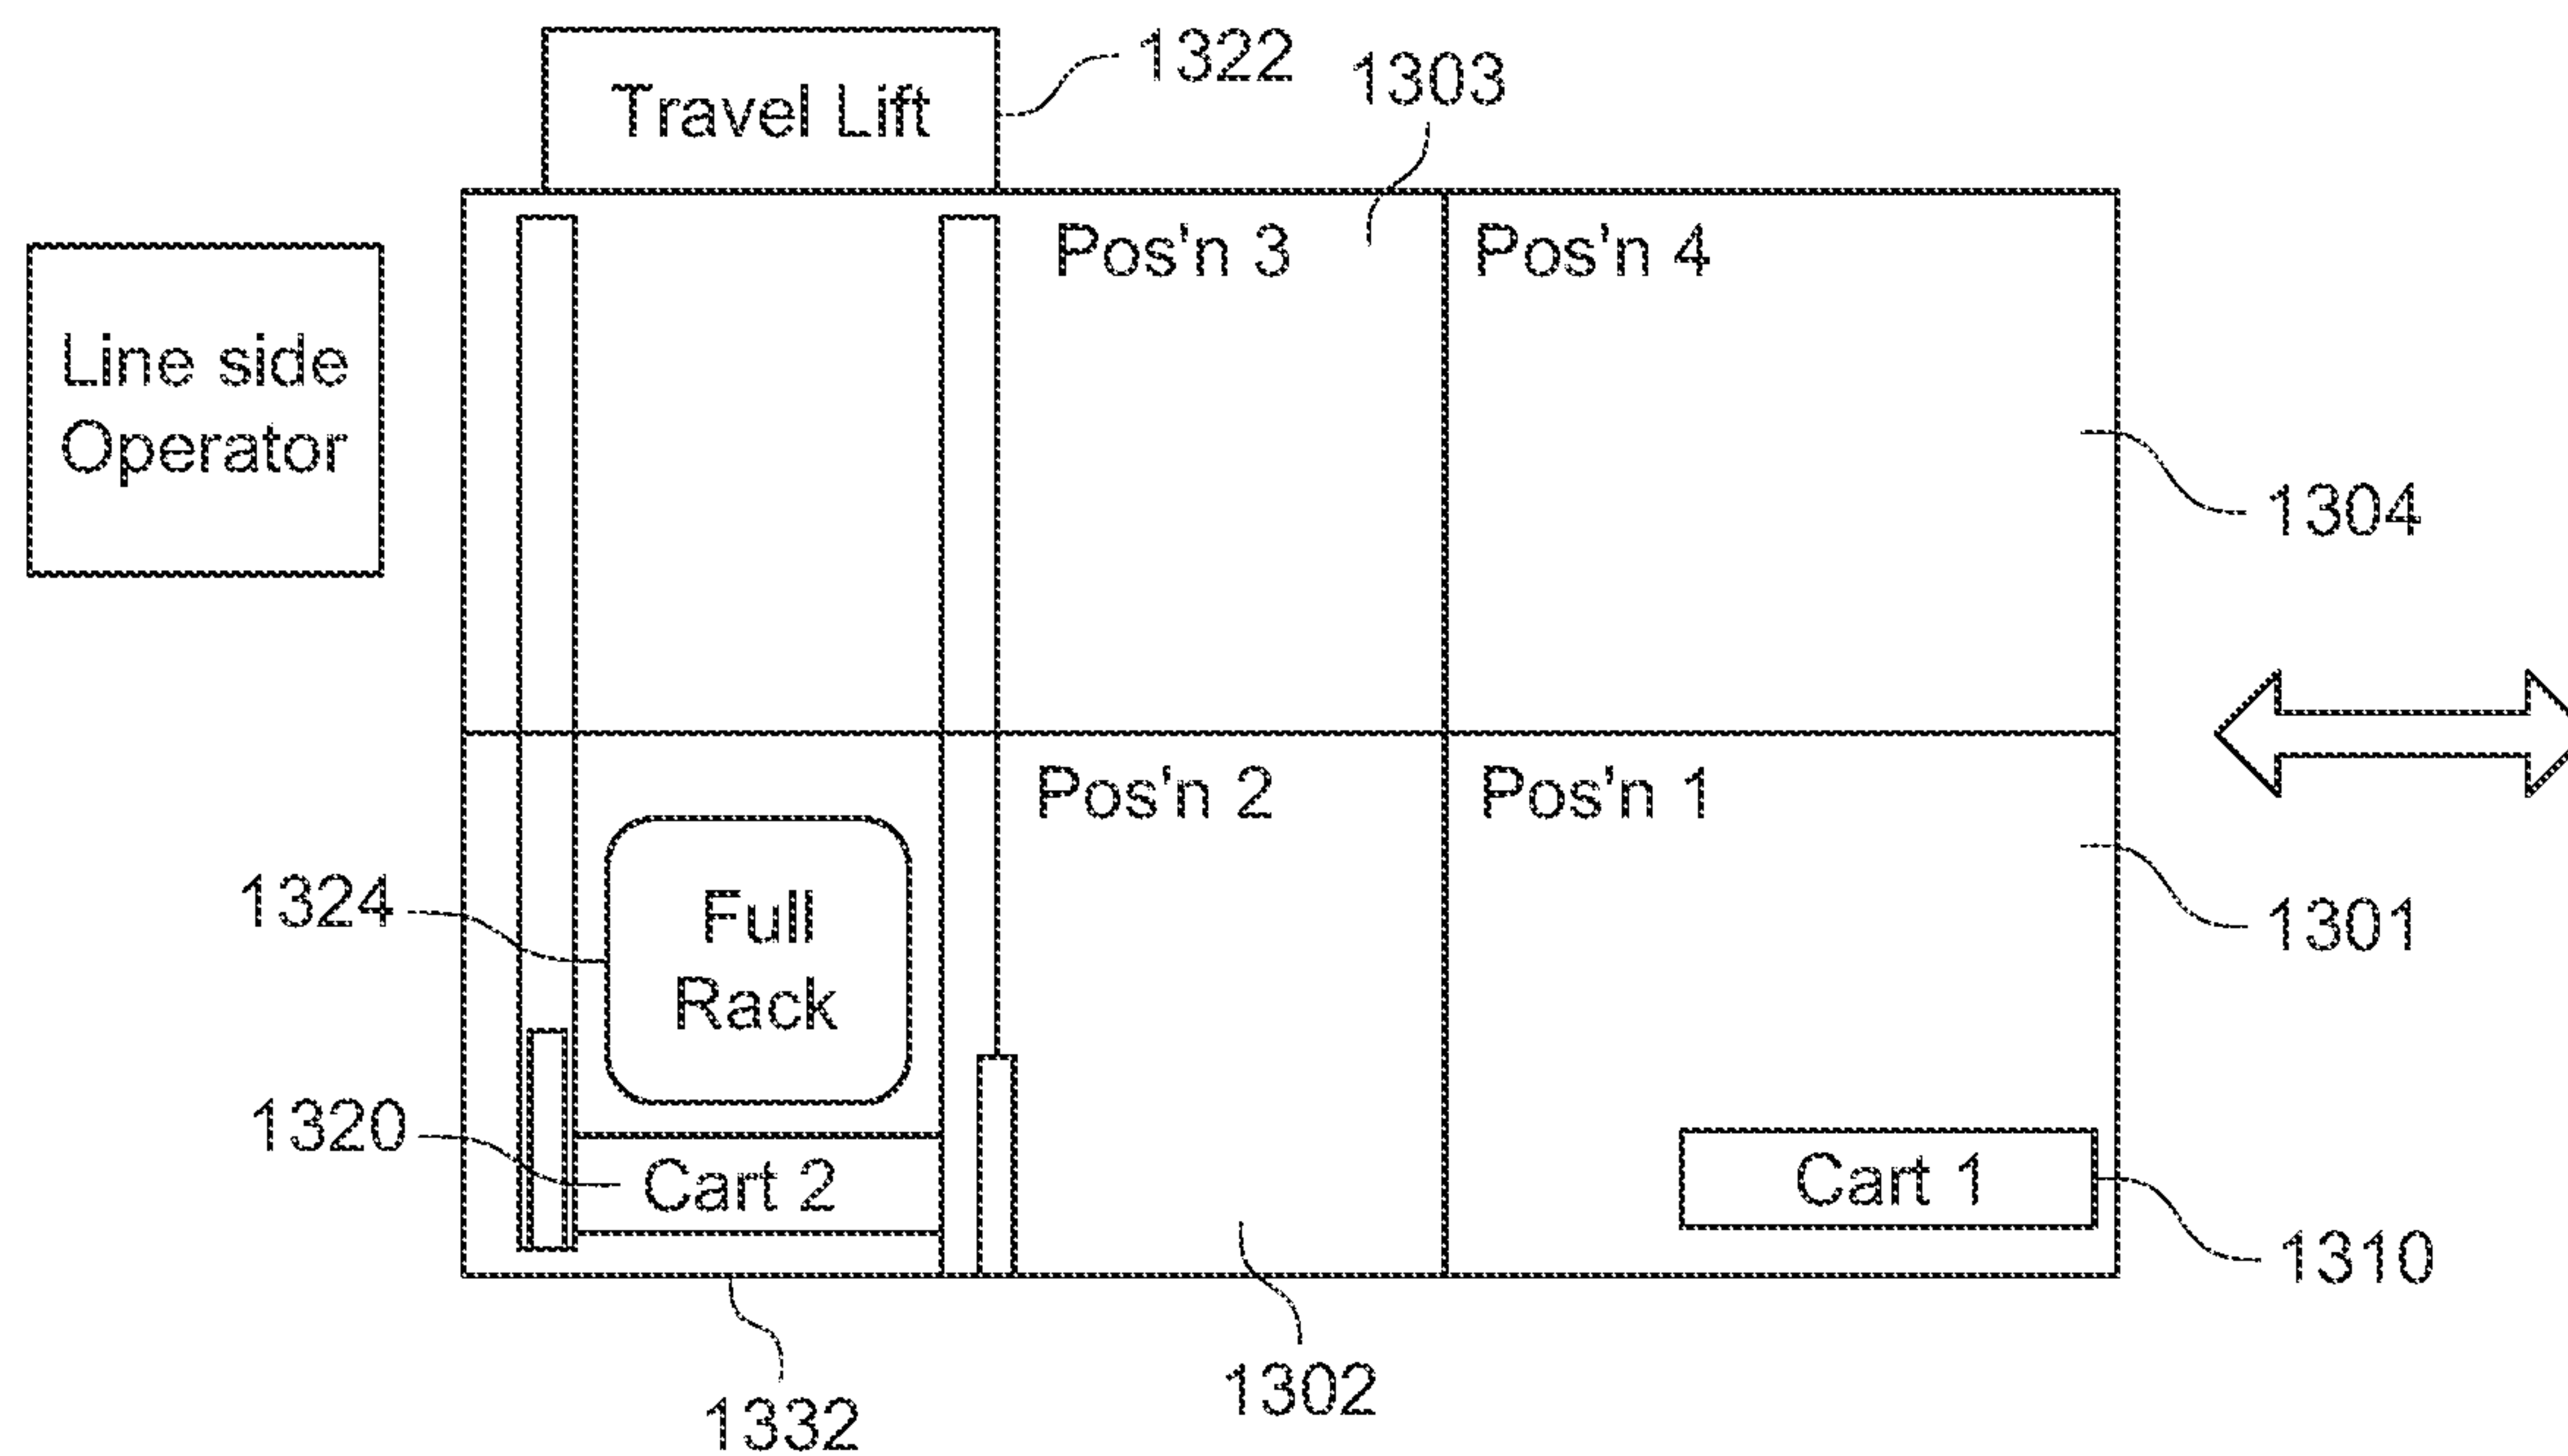 Travel Lift
1322
1303
Pos'n 3
Pos'n 4
Line side
Operator
1304
Pos'n 2
Pos'n 1
1324
Full
Rack
1301
1320
Cart 2
Cart 1
1310
1302
1332